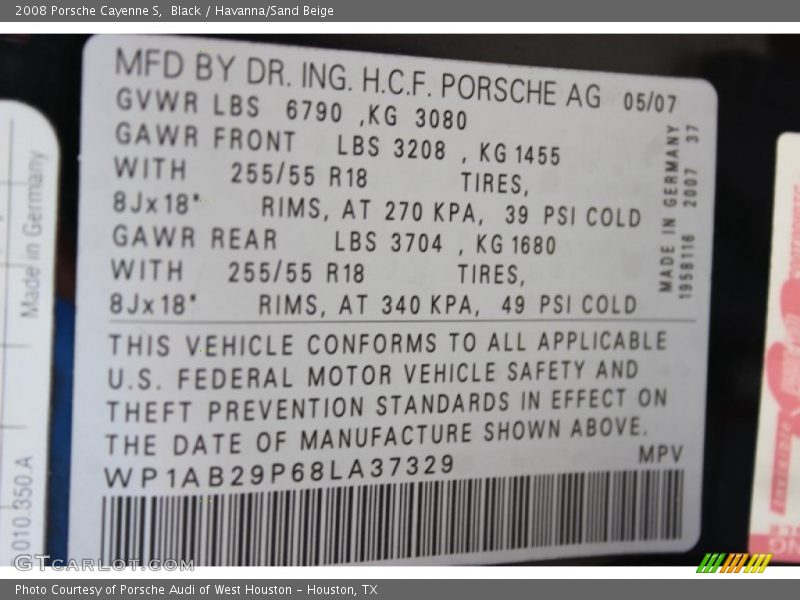 2008 Porsche Cayenne S,  Black / Havanna/Sand Beige
MFD BY DR. ING. H.C.F. PORSCHE AG 05/07
GVWR LBS 6790 ,KG 3080
GAWR FRONT LBS 3208 , KG 1455
WITH 255/55 R18 TIRES,
8Jx18" RIMS, AT 270 KPA, 39 PSI COLD
GAWR REAR LBS 3704 , KG 1680
WITH 255/55 R18 TIRES,
8Jx18" RIMS, AT 340 KPA, 49 PSI COLD
MADE IN GERMANY
1958116 2007 37
THIS VEHICLE CONFORMS TO ALL APPLICABLE
U.S. FEDERAL MOTOR VEHICLE SAFETY AND
THEFT PREVENTION STANDARDS IN EFFECT ON
THE DATE OF MANUFACTURE SHOWN ABOVE.
MPV
WP1AB29P68LA37329
Made in Germany
010.350.A
GTCARLOT.COM
Photo Courtesy of Porsche Audi of West Houston - Houston, TX